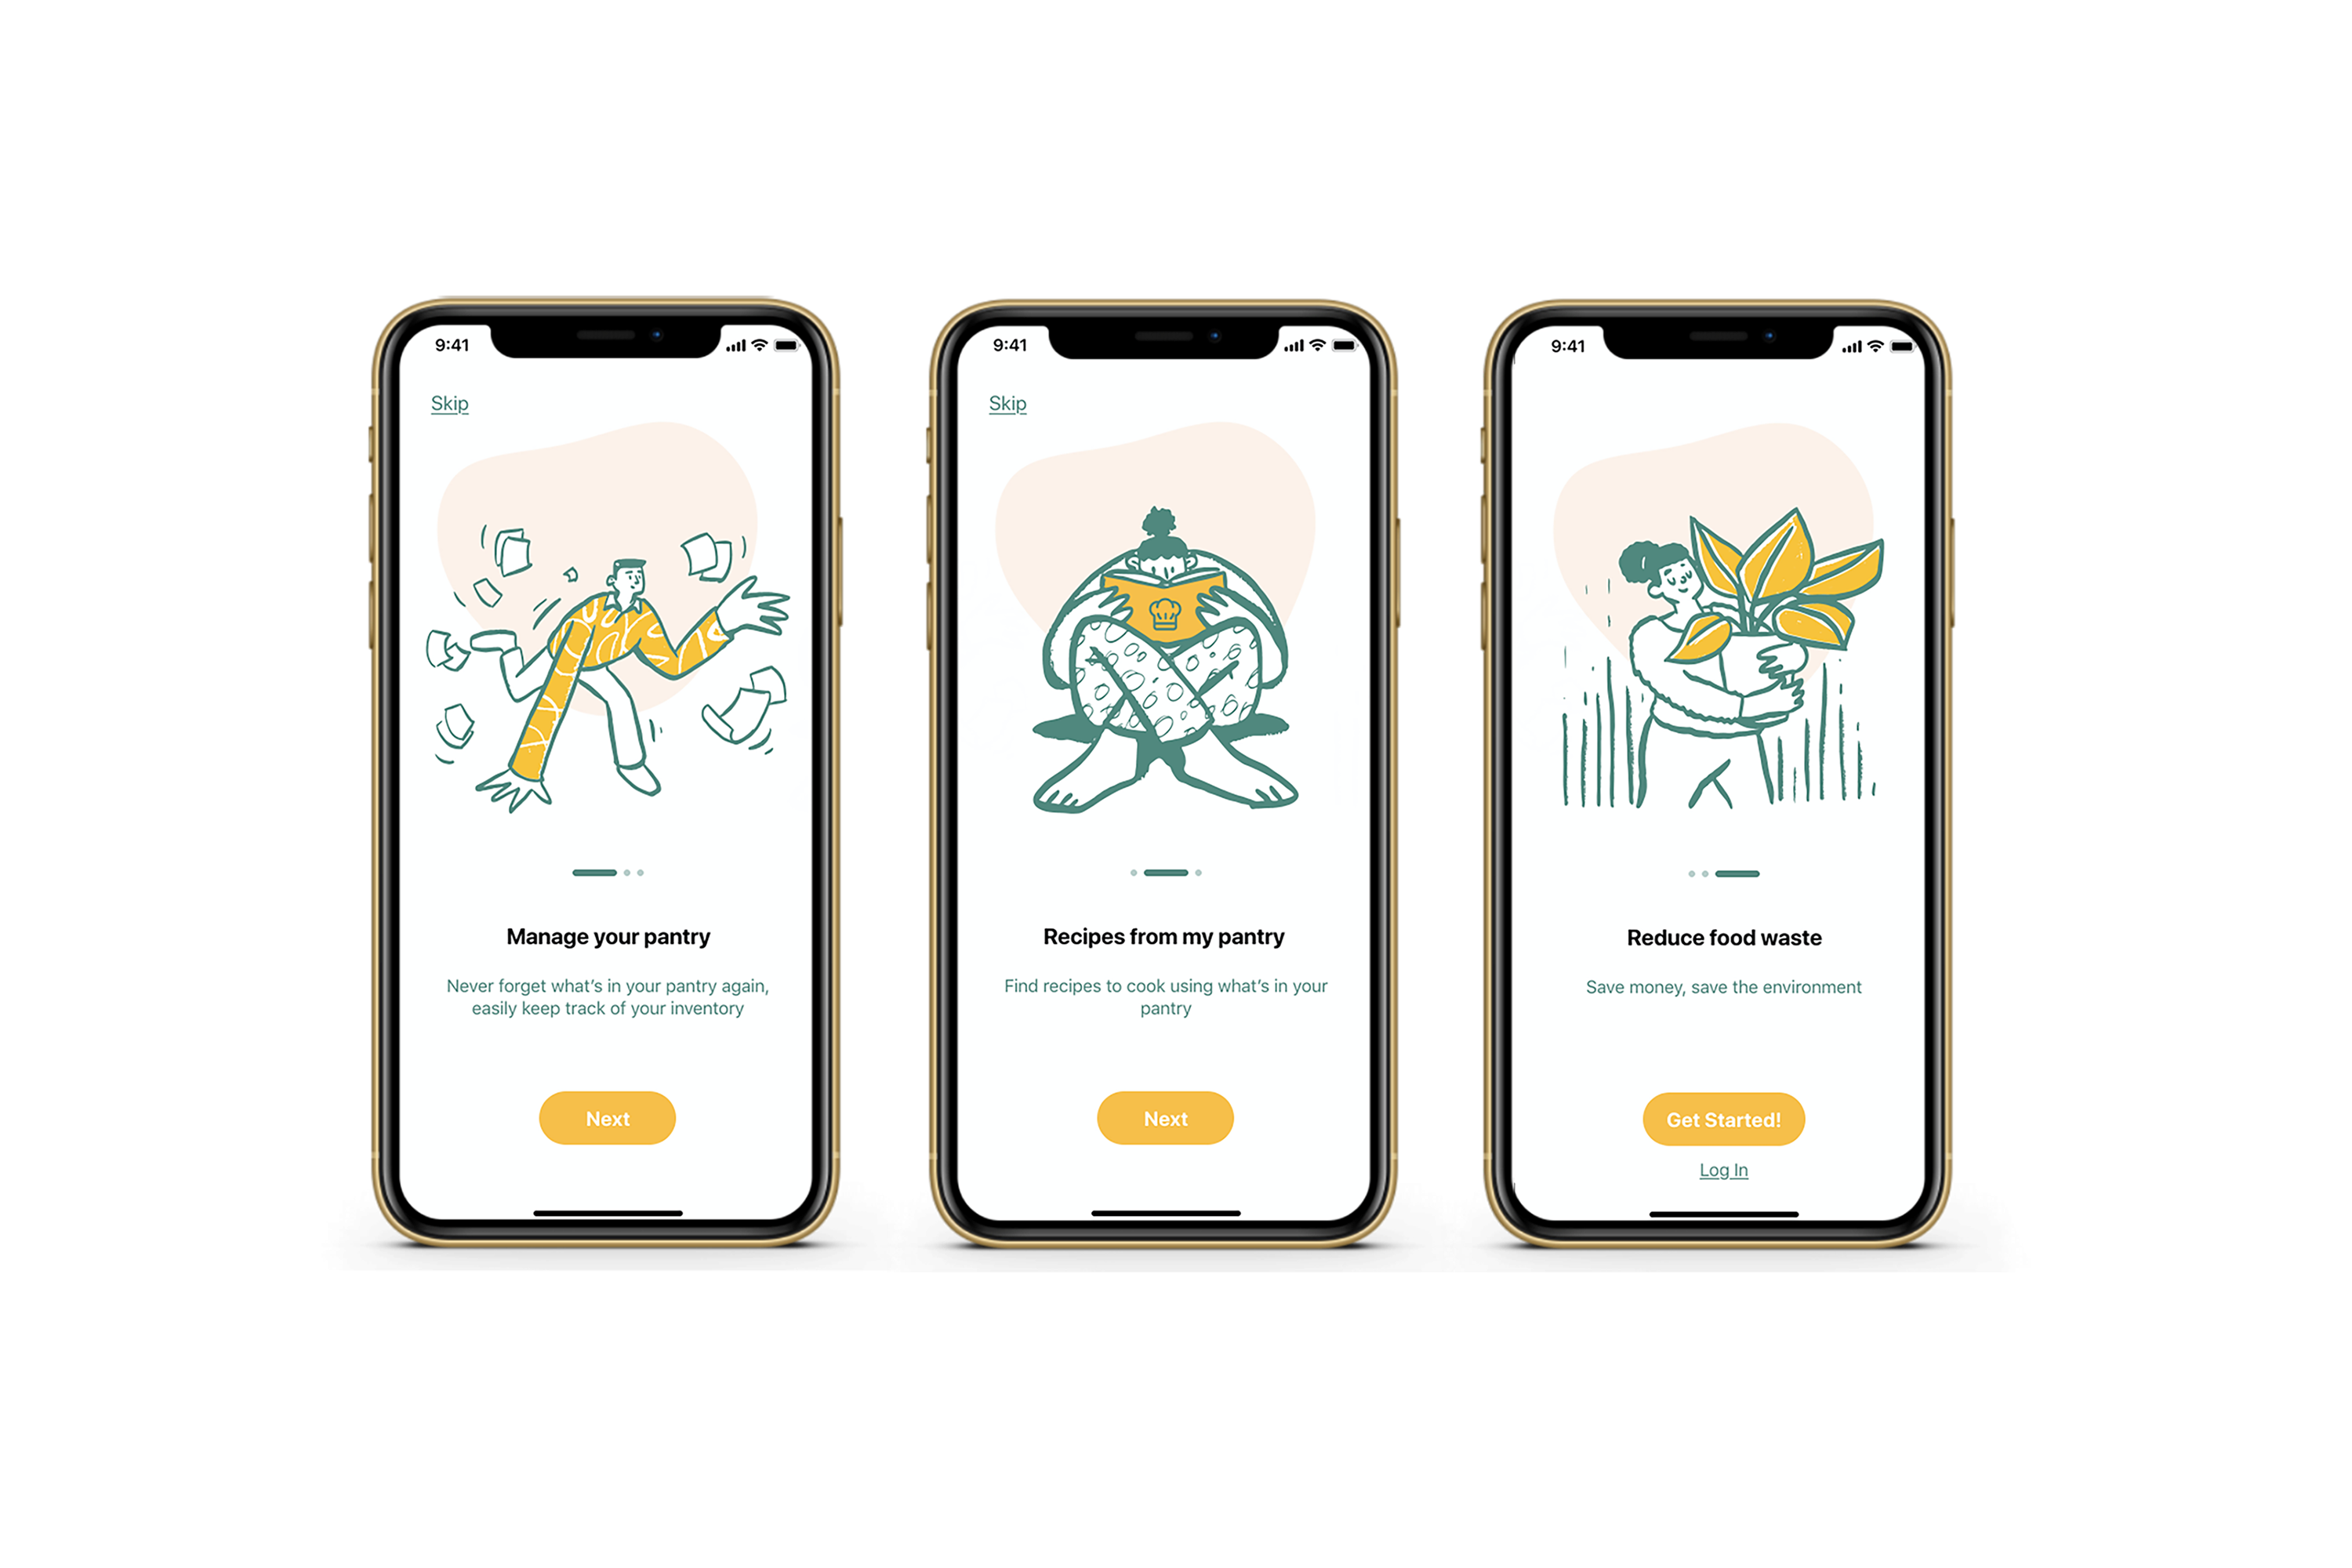 9:41
Skip
Manage your pantry
Never forget what's in your pantry again,
easily keep track of your inventory
Next
9:41
Skip
Recipes from my pantry
Find recipes to cook using what's in your
pantry
Next
9:41
Reduce food waste
Save money, save the environment
Get Started!
Log In